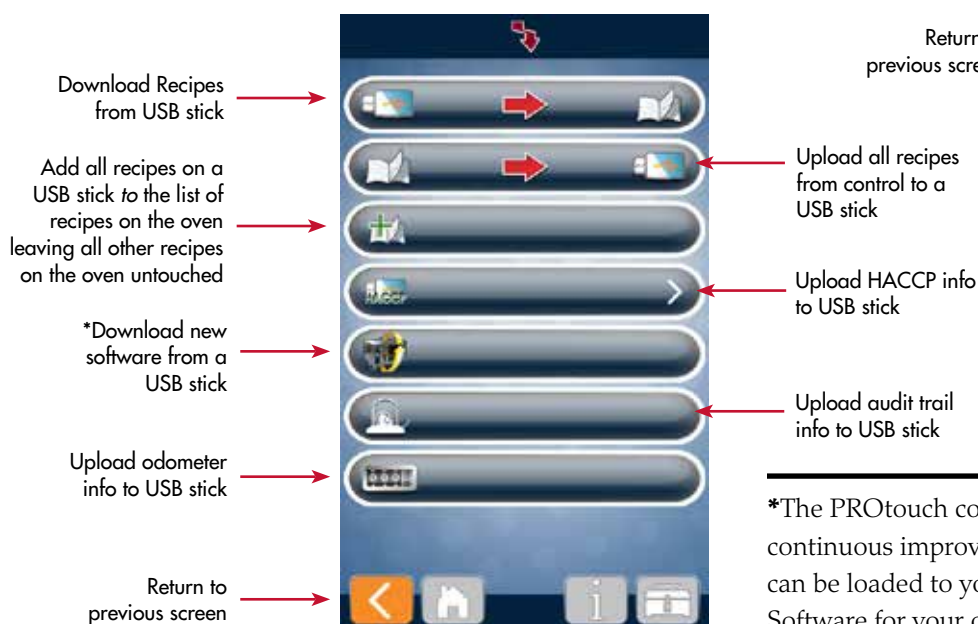 Download Recipes
from USB stick
Add all recipes on a
USB stick to the list of
recipes on the oven
leaving all other recipes
on the oven untouched
*Download new
software from a
USB stick
Upload odometer
info to USB stick
Return to
previous screen
HACCP
i
Return
previous scre
Upload all recipes
from control to a
USB stick
Upload HACCP info
to USB stick
Upload audit trail
info to USB stick
*The PROtouch co
continuous improv
can be loaded to yo
Software for your o